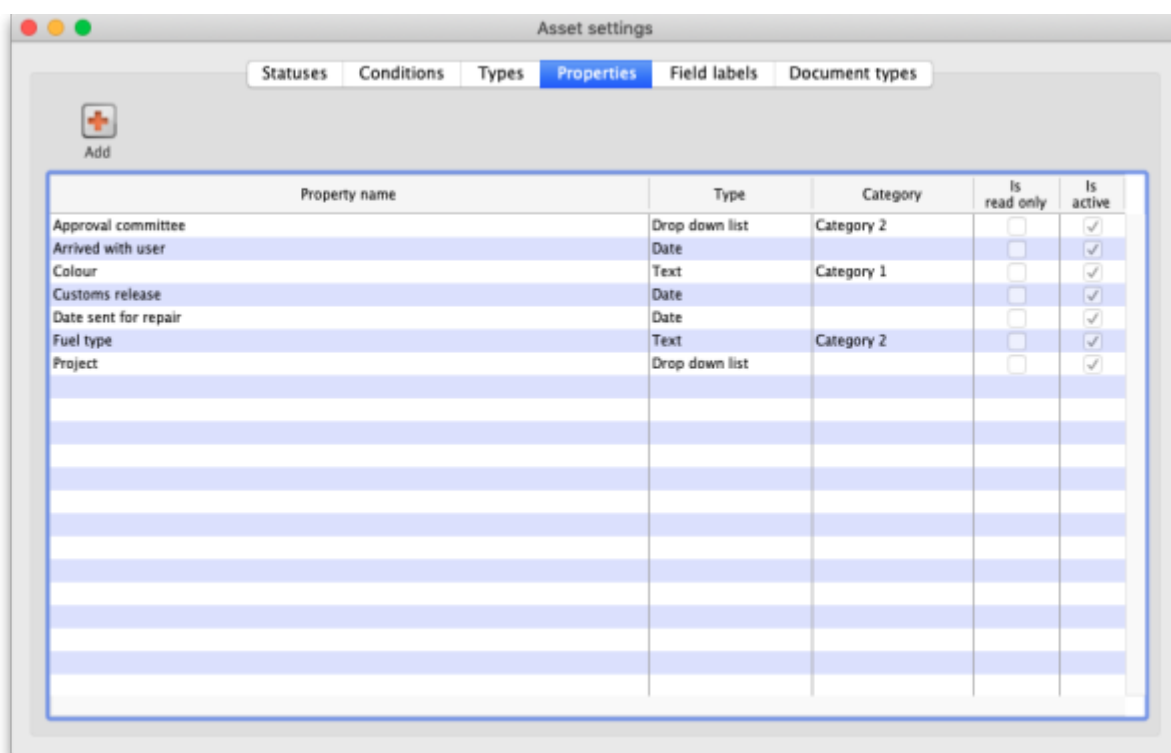 Asset settings
Statuses Conditions Types Properties Field labels Document types
Add
Property name Type Category Is read only Is active
Approval committee Drop down list Category 2
Arrived with user Date
Colour Text Category 1
Customs release Date
Date sent for repair Date
Fuel type Text Category 2
Project Drop down list